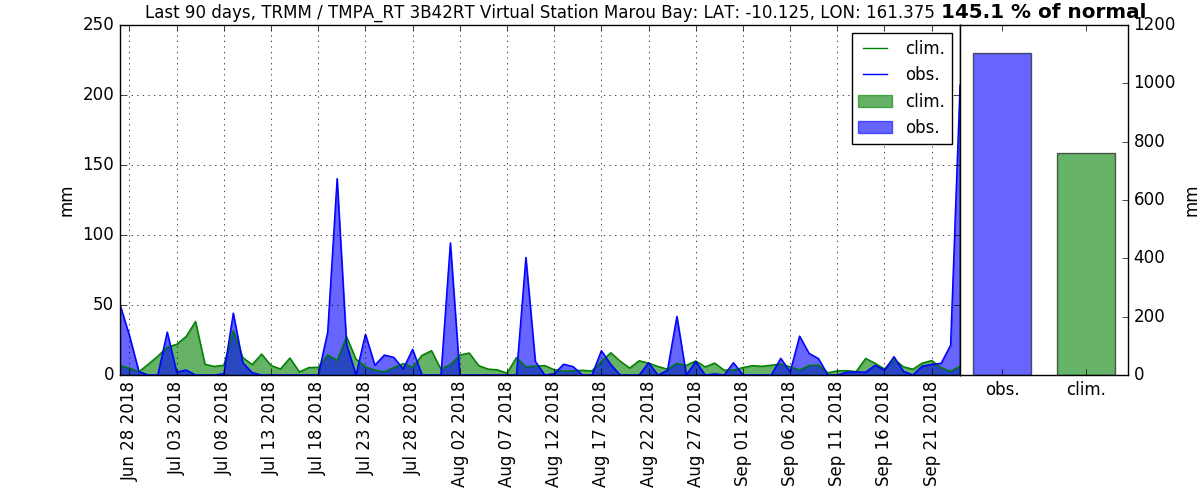 Last 90 days, TRMM / TMPA_RT 3B42RT Virtual Station Marou Bay: LAT: -10.125, LON: 161.375 145.1 % of normal
250
200
150
100
50
0
mm
clim.
obs.
clim.
obs.
1200
1000
800
600
400
200
0
mm
Jun 28 2018
Jul 03 2018
Jul 08 2018
Jul 13 2018
Jul 18 2018
Jul 23 2018
Jul 28 2018
Aug 02 2018
Aug 07 2018
Aug 12 2018
Aug 17 2018
Aug 22 2018
Aug 27 2018
Sep 01 2018
Sep 06 2018
Sep 11 2018
Sep 16 2018
Sep 21 2018
obs.
clim.